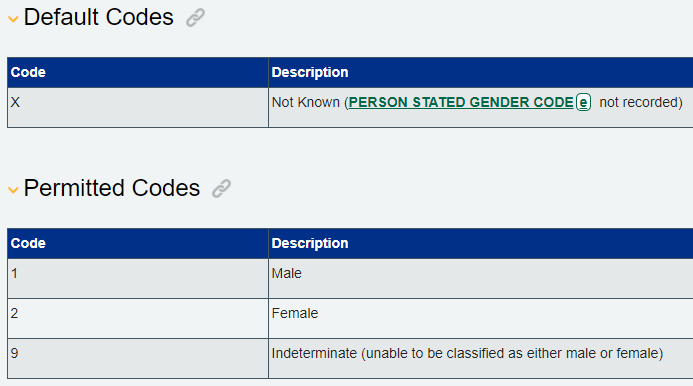 Default Codes
Code Description
X Not Known (PERSON STATED GENDER CODE e not recorded)
Permitted Codes
Code Description
1 Male
2 Female
9 Indeterminate (unable to be classified as either male or female)